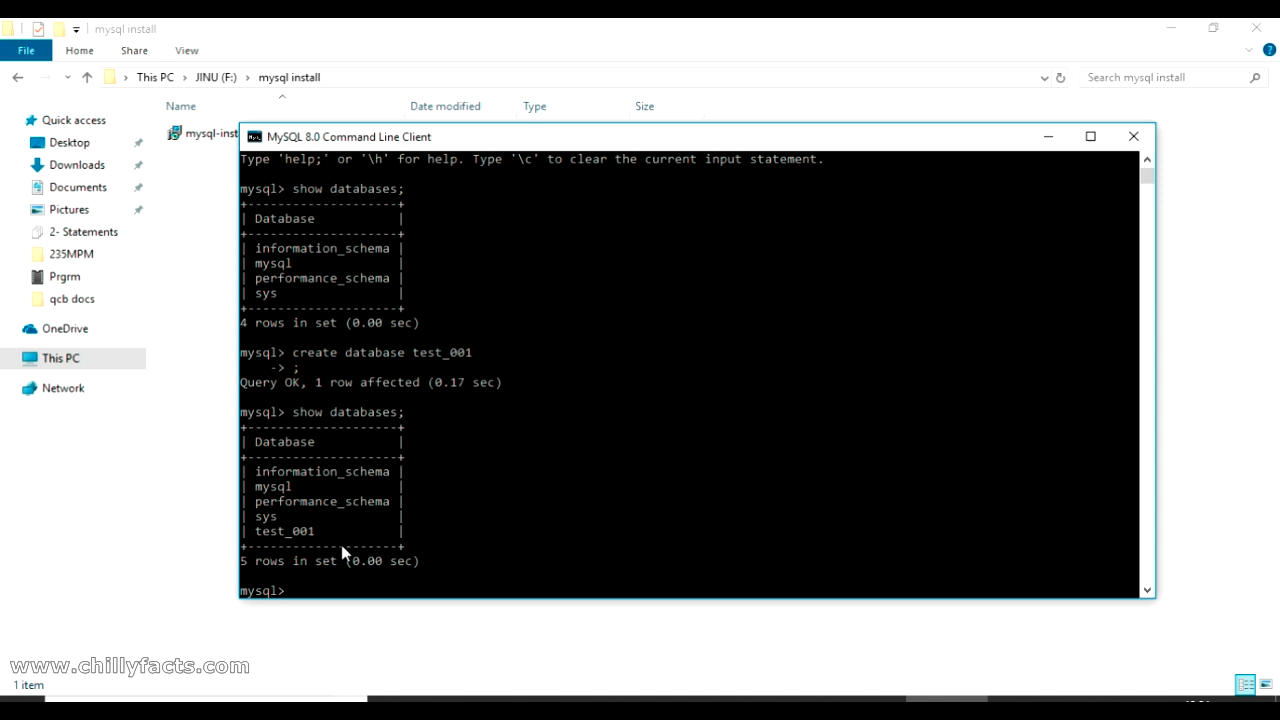 mysql install
File Home Share View
This PC JINU (F:) mysql install Search mysql install
Name Date modified Type Size
Quick access
Desktop
Downloads
Documents
Pictures
2- Statements
235MPM
Prgrm
qcb docs
OneDrive
This PC
Network
mysql-inst
MySQL 8.0 Command Line Client
Type 'help;' or '\h' for help. Type '\c' to clear the current input statement.
mysql> show databases;
+--------------------+
| Database           |
+--------------------+
| information_schema |
| mysql              |
| performance_schema |
| sys                |
+--------------------+
4 rows in set (0.00 sec)
mysql> create database test_001
    -> ;
Query OK, 1 row affected (0.17 sec)
mysql> show databases;
+--------------------+
| Database           |
+--------------------+
| information_schema |
| mysql              |
| performance_schema |
| sys                |
| test_001           |
+--------------------+
5 rows in set (0.00 sec)
mysql>
www.chillyfacts.com
1 item